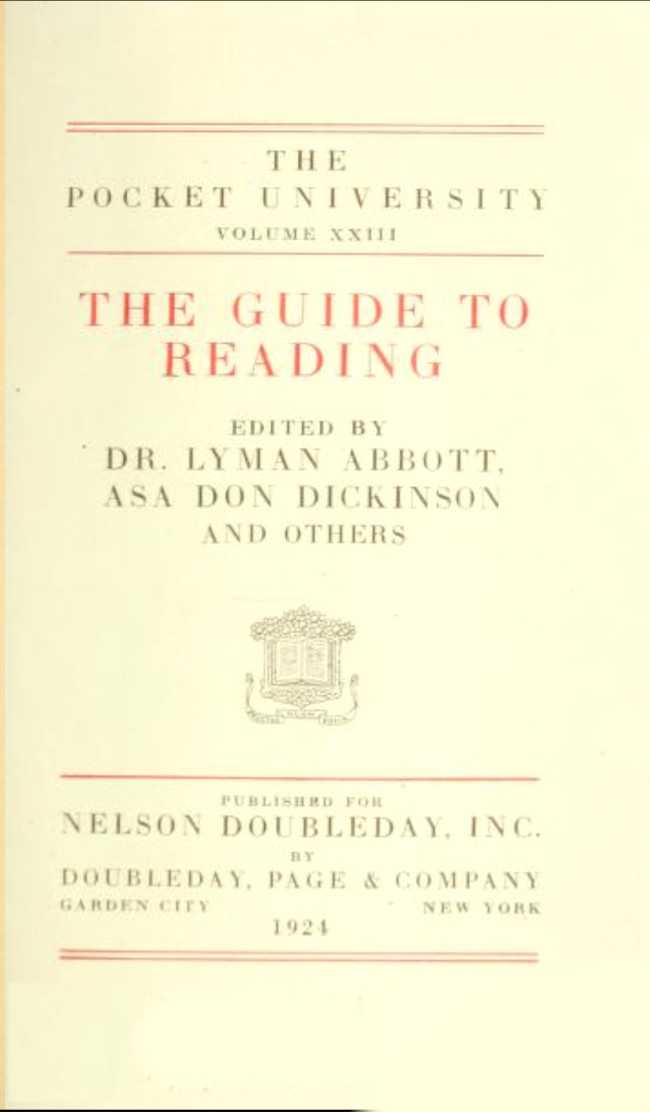 THE
POCKET UNIVERSITY
VOLUME XXIII
THE GUIDE TO
READING
EDITED BY
DR. LYMAN ABBOTT,
ASA DON DICKINSON
AND OTHERS
PUBLISHED FOR
NELSON DOUBLEDAY, INC.
BY
DOUBLEDAY, PAGE & COMPANY
GARDEN CITY NEW YORK
1924